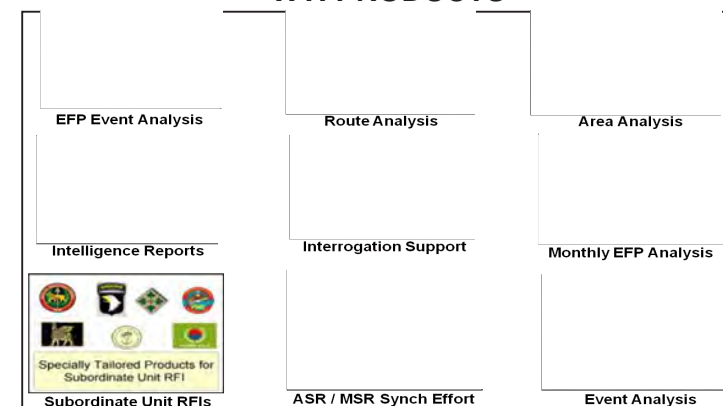 PRODUCTS
EFP Event Analysis
Route Analysis
Area Analysis
Intelligence Reports
Interrogation Support
Monthly EFP Analysis
Specially Tailored Products for
Subordinate Unit RFI
Subordinate Unit RFIs
ASR / MSR Synch Effort
Event Analysis